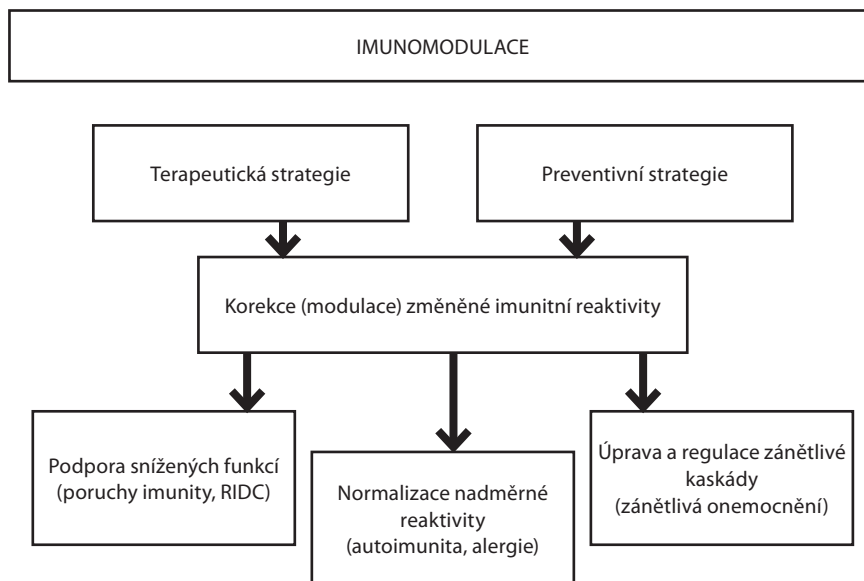 IMUNOMODULACE
Terapeutická strategie
Preventivní strategie
Korekce (modulace) změněné imunitní reaktivity
Podpora snížených funkcí
(poruchy imunity, RIDC)
Normalizace nadměrné
reaktivity
(autoimunita, alergie)
Úprava a regulace zánětlivé
kaskády
(zánětlivá onemocnění)